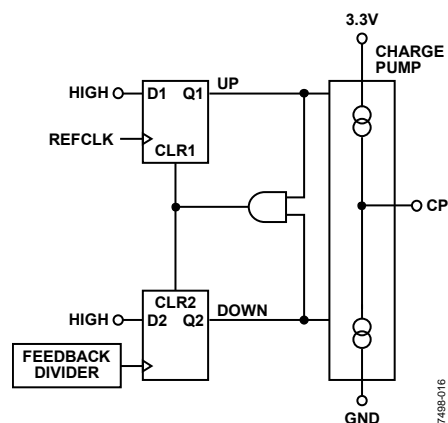 3.3V
CHARGE
PUMP
HIGH
D1
Q1
UP
REFCLK
CLR1
CP
CLR2
HIGH
D2
Q2
DOWN
FEEDBACK
DIVIDER
GND
7498-016